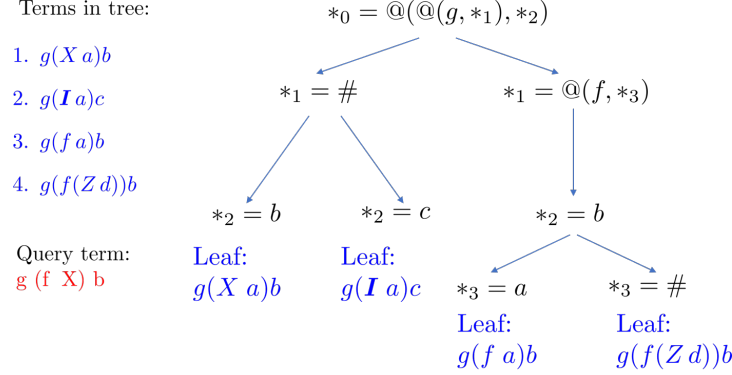 Terms in tree:
1. g(X a)b
2. g(I a)c
3. g(f a)b
4. g(f(Z d))b
Query term:
g (f X) b
*₀ = @(@(g, *₁), *₂)
*₁ = #
*₁ = @(f, *₃)
*₂ = b
*₂ = c
*₂ = b
Leaf:
g(X a)b
Leaf:
g(I a)c
*₃ = a
*₃ = #
Leaf:
g(f a)b
Leaf:
g(f(Z d))b